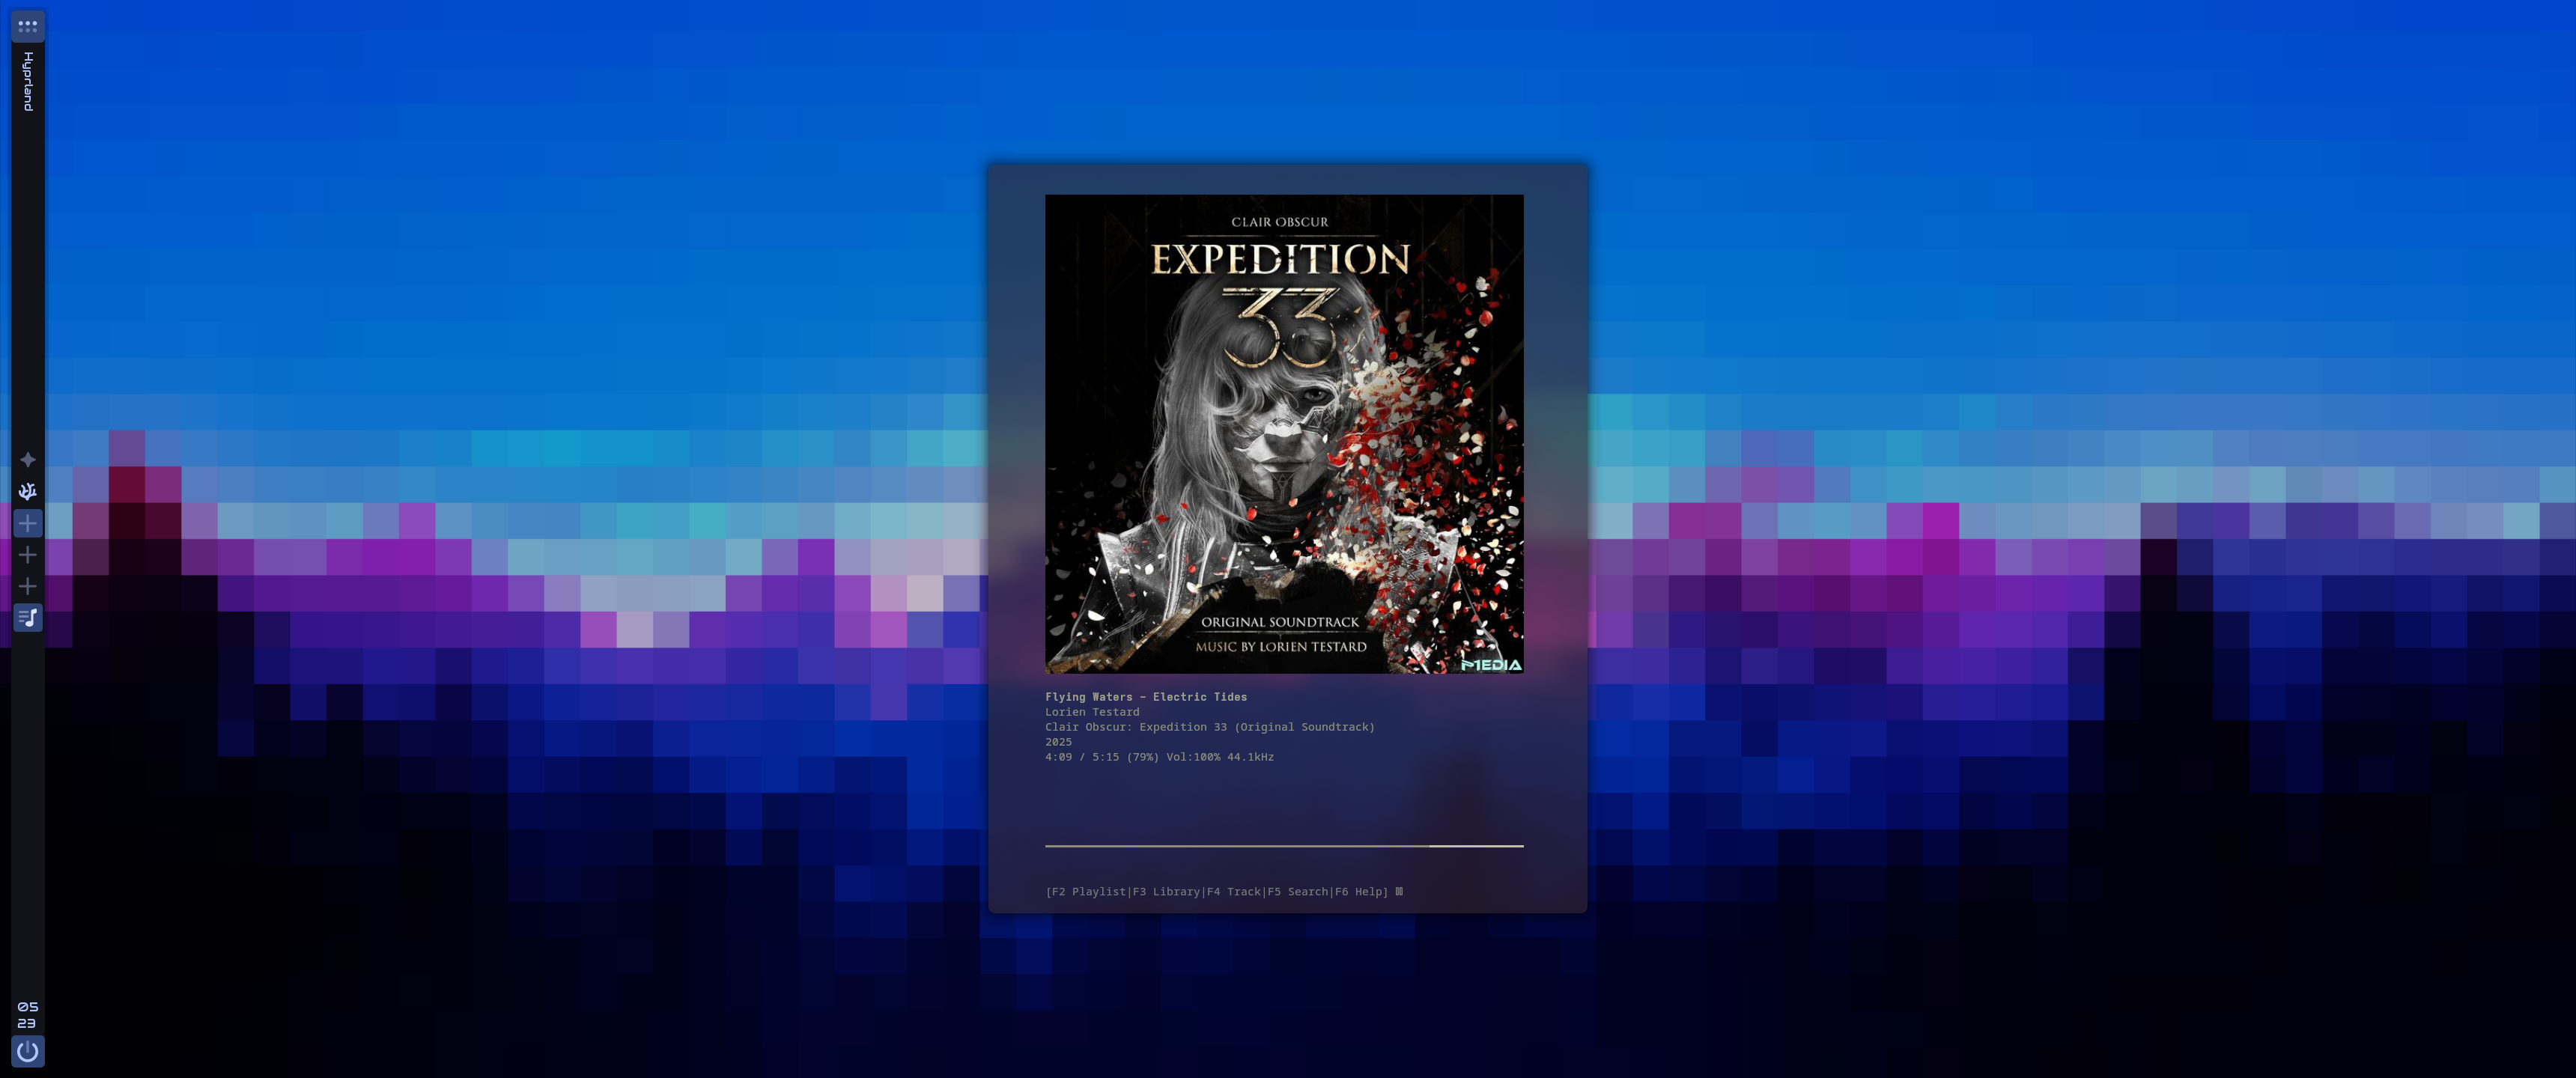 Hyprland
05
23
CLAIR OBSCUR
EXPEDITION
33
ORIGINAL SOUNDTRACK
MUSIC BY LORIEN TESTARD
MEDIA
Flying Waters - Electric Tides
Lorien Testard
Clair Obscur: Expedition 33 (Original Soundtrack)
2025
4:09 / 5:15 (79%) Vol:100% 44.1kHz
[F2 Playlist|F3 Library|F4 Track|F5 Search|F6 Help]